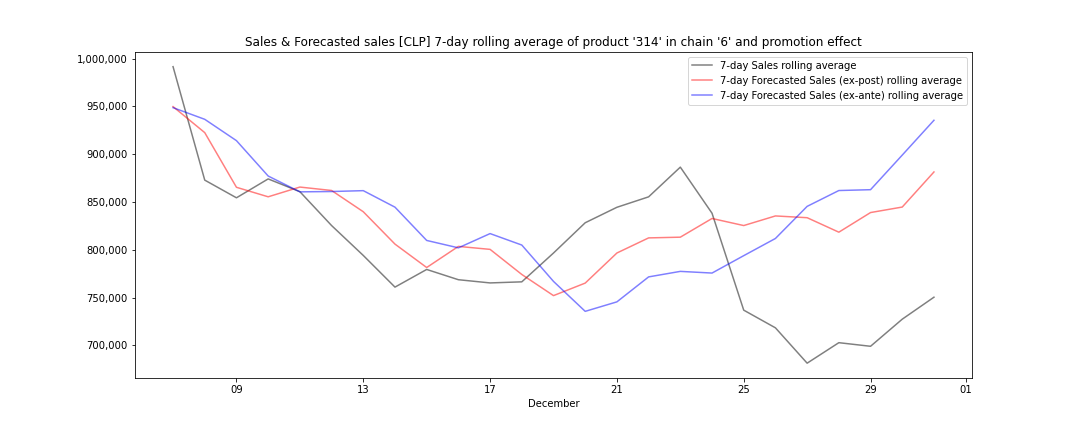 Sales & Forecasted sales [CLP] 7-day rolling average of product '314' in chain '6' and promotion effect
7-day Sales rolling average
7-day Forecasted Sales (ex-post) rolling average
7-day Forecasted Sales (ex-ante) rolling average
1,000,000
950,000
900,000
850,000
800,000
750,000
700,000
09 13 17 21 25 29 01
December